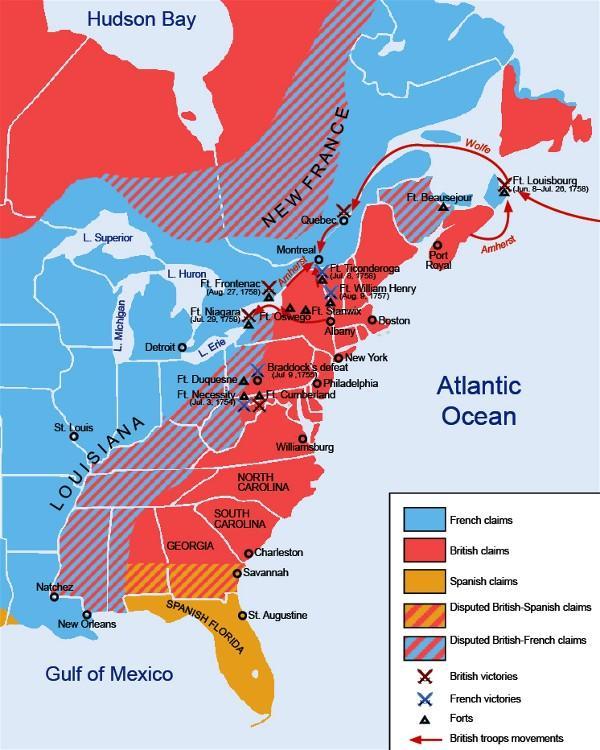 Hudson Bay
NEW FRANCE
Wolfe
Ft. Louisbourg
(Jun. 8–Jul. 26, 1758)
Ft. Beausejour
Quebec
L. Superior
Montreal
Port
Royal
Amherst
L. Huron
Amherst
Ft. Ticonderoga
(Jul. 8, 1758)
Ft. Frontenac
(Aug. 27, 1758)
Ft. William Henry
(Aug. 9, 1757)
L. Michigan
Ft. Niagara
(Jul. 29, 1759)
Ft. Oswego
Ft. Stanwix
Albany
Boston
Detroit
L. Erie
New York
Braddock's defeat
(Jul 9, 1755)
Ft. Duquesne
Philadelphia
Ft. Necessity
(Jul. 3, 1754)
Ft. Cumberland
Atlantic
Ocean
St. Louis
LOUISIANA
Williamsburg
NORTH
CAROLINA
SOUTH
CAROLINA
GEORGIA
Charleston
Savannah
Natchez
New Orleans
SPANISH FLORIDA
St. Augustine
Gulf of Mexico
French claims
British claims
Spanish claims
Disputed British-Spanish claims
Disputed British-French claims
British victories
French victories
Forts
British troops movements